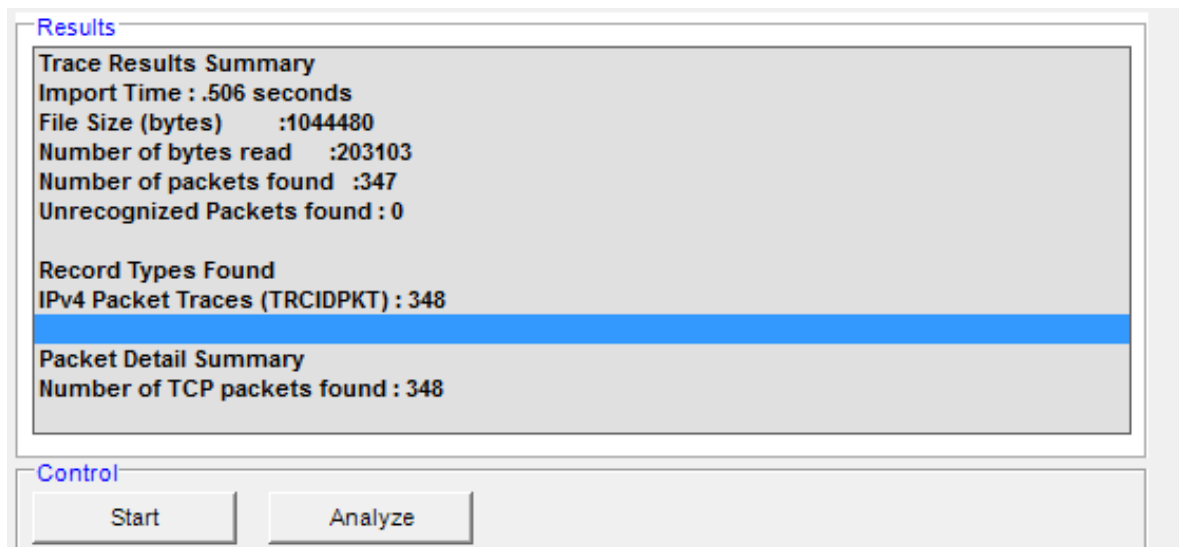 Results
Trace Results Summary
Import Time : .506 seconds
File Size (bytes) :1044480
Number of bytes read :203103
Number of packets found :347
Unrecognized Packets found : 0
Record Types Found
IPv4 Packet Traces (TRCIDPKT) : 348
Packet Detail Summary
Number of TCP packets found : 348
Control
Start Analyze